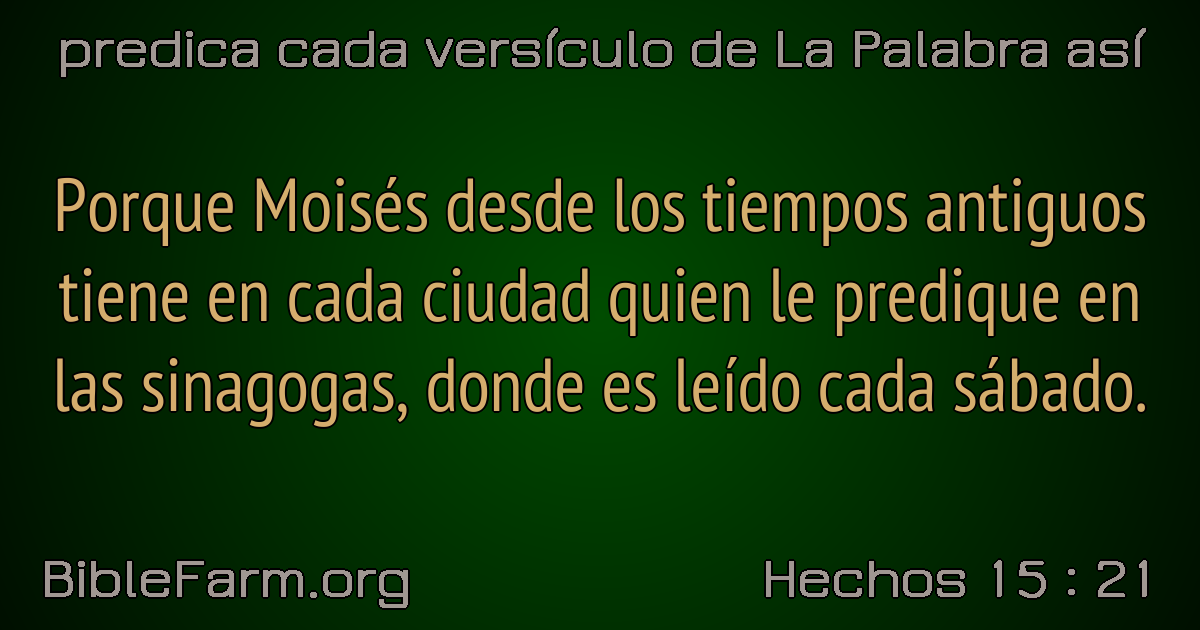 predica cada versículo de La Palabra así
Porque Moisés desde los tiempos antiguos
tiene en cada ciudad quien le predique en
las sinagogas, donde es leído cada sábado.
BibleFarm.org
Hechos 15 : 21